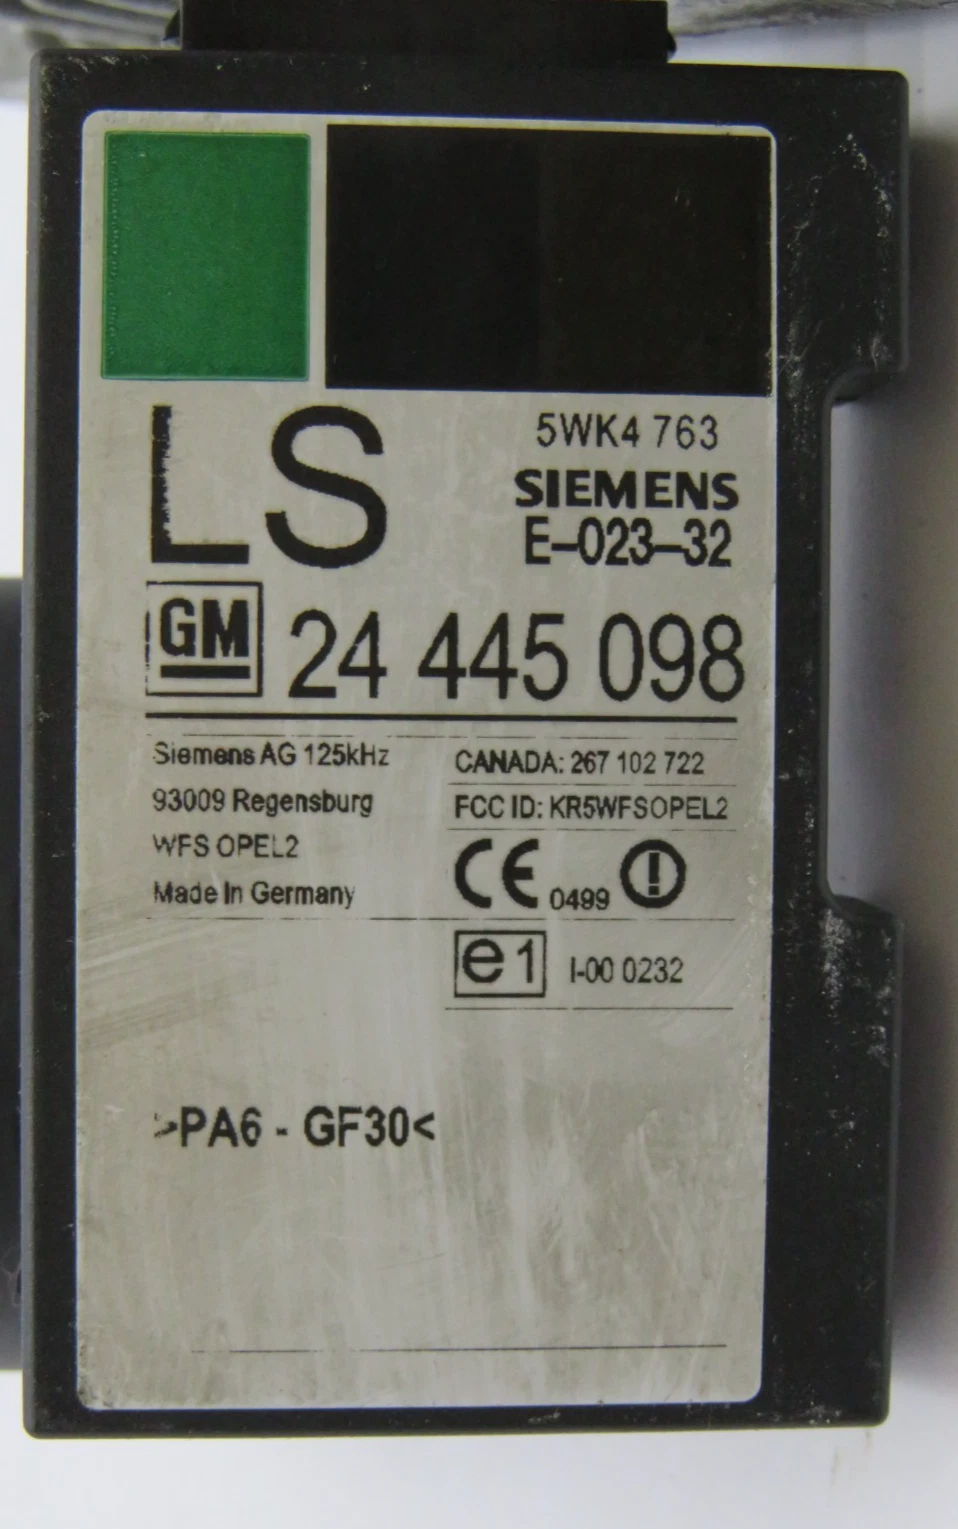 LS
5WK4 763
SIEMENS
E-023-32
GM 24 445 098
Siemens AG 125kHz
93009 Regensburg
WFS OPEL2
Made In Germany
CANADA: 267 102 722
FCC ID: KR5WFSOPEL2
CE 0499 !
e1 I-00 0232
>PA6 - GF30<